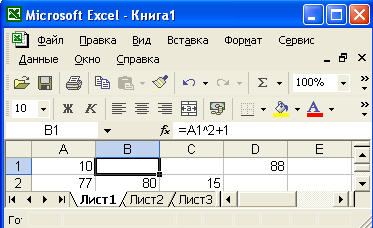 Microsoft Excel - Книга1
Файл Правка Вид Вставка Формат Сервис
Данные Окно Справка
Σ 100%
10 Ж К A
B1 fx =A1^2+1
A B C D E
1 10 88
2 77 80 15
Лист1 Лист2 Лист3